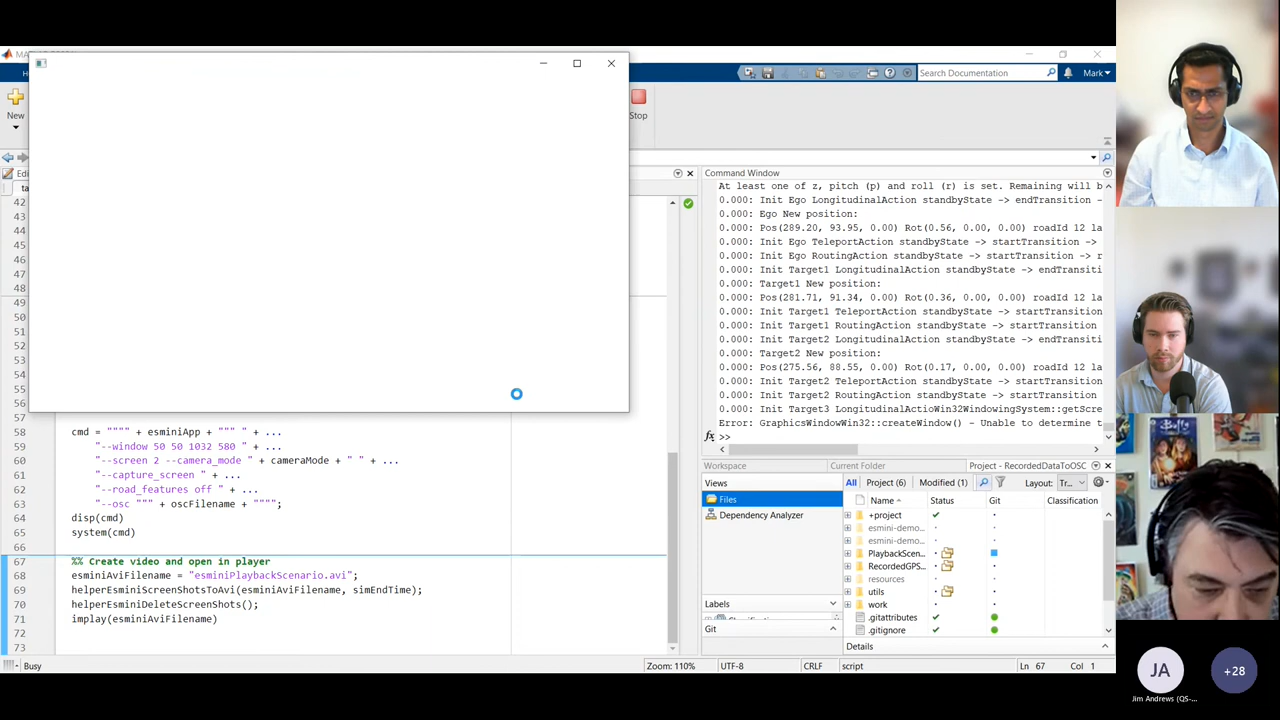 Search Documentation
Mark
New
Stop
Command Window
42
43
44
45
46
47
48
49
50
51
52
53
54
55
56
57
58 cmd = """" + esminiApp + """ " + ...
59 "--window 50 50 1032 580 " + ...
60 "--screen 2 --camera_mode " + cameraMode + " " + ...
61 "--capture_screen " + ...
62 "--road_features off " + ...
63 "--osc """ + oscFilename + """";
64 disp(cmd)
65 system(cmd)
66
67 %% Create video and open in player
68 esminiAviFilename = "esminiPlaybackScenario.avi";
69 helperEsminiScreenShotsToAvi(esminiAviFilename, simEndTime);
70 helperEsminiDeleteScreenShots();
71 implay(esminiAviFilename)
72
73
At least one of z, pitch (p) and roll (r) is set. Remaining will b
0.000: Init Ego LongitudinalAction standbyState -> endTransition -
0.000: Ego New position:
0.000: Pos(289.20, 93.95, 0.00) Rot(0.56, 0.00, 0.00) roadId 12 la
0.000: Init Ego TeleportAction standbyState -> startTransition ->
0.000: Init Ego RoutingAction standbyState -> startTransition -> r
0.000: Init Target1 LongitudinalAction standbyState -> endTransiti
0.000: Target1 New position:
0.000: Pos(281.71, 91.34, 0.00) Rot(0.36, 0.00, 0.00) roadId 12 la
0.000: Init Target1 TeleportAction standbyState -> startTransition
0.000: Init Target1 RoutingAction standbyState -> startTransition
0.000: Init Target2 LongitudinalAction standbyState -> endTransiti
0.000: Target2 New position:
0.000: Pos(275.56, 88.55, 0.00) Rot(0.17, 0.00, 0.00) roadId 12 la
0.000: Init Target2 TeleportAction standbyState -> startTransition
0.000: Init Target2 RoutingAction standbyState -> startTransition
0.000: Init Target3 LongitudinalActioWin32WindowingSystem::getScre
Error: GraphicsWindowWin32::createWindow() - Unable to determine t
fx >>
Workspace Current Folder Project - RecordedDataToOSC
Views All Project (6) Modified (1) Layout: Tr...
Files
Dependency Analyzer
Name Status Git Classification
+project
esmini-demo...
esmini-demo...
PlaybackScen...
RecordedGPS...
resources
utils
work
.gitattributes
.gitignore
Labels
Git
Details
Busy Zoom: 110% UTF-8 CRLF script Ln 67 Col 1
JA
+28
Jim Andrews (QS-...